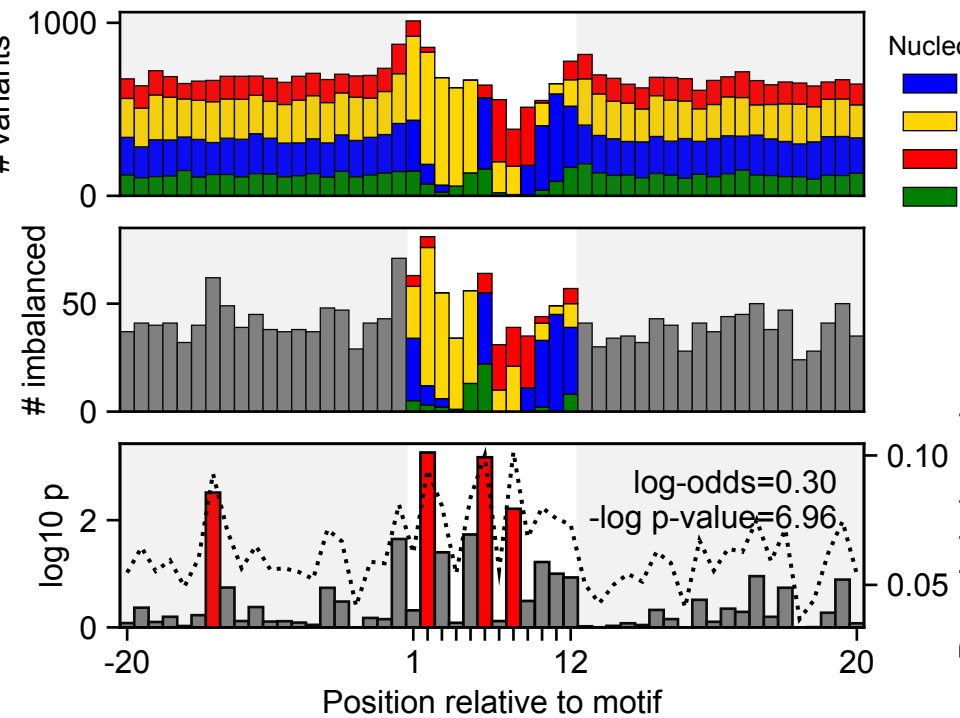 1000
0
# variants
Nucleo
50
0
# imbalanced
2
0
log10 p
log-odds=0.30
-log p-value=6.96
0.10
0.05
-20
1
12
20
Position relative to motif